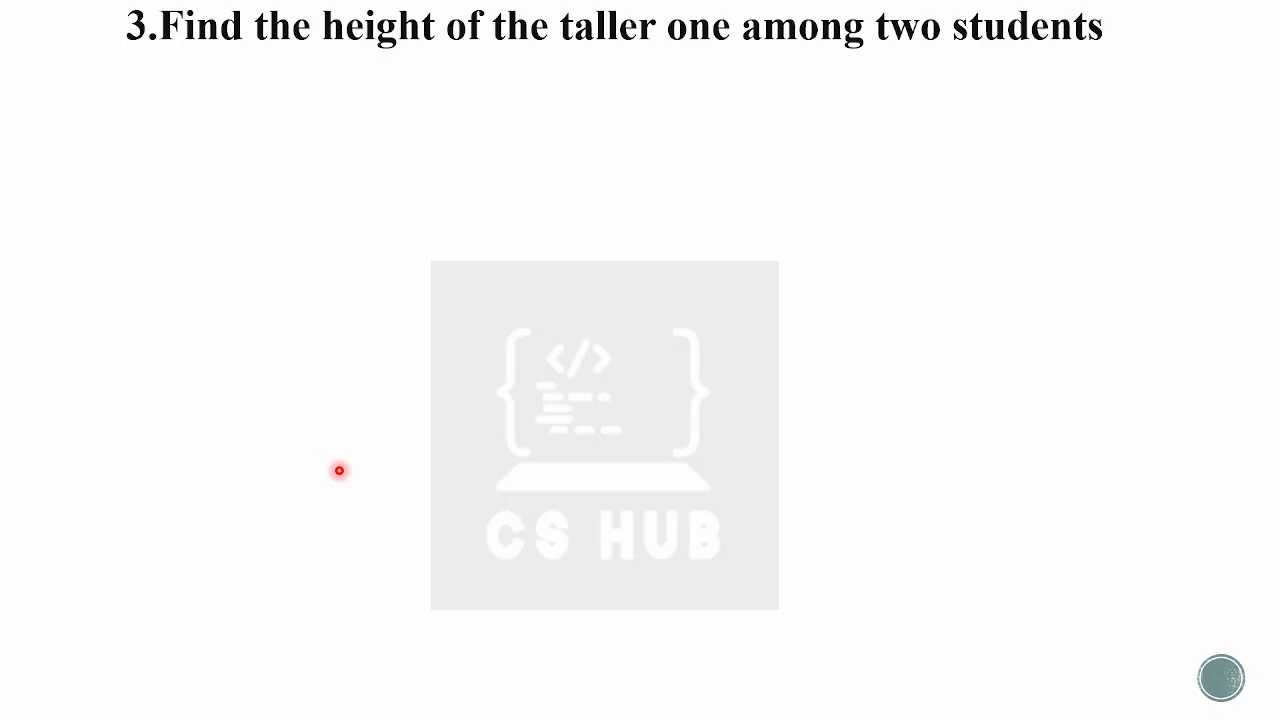 3.Find the height of the taller one among two students
CS HUB